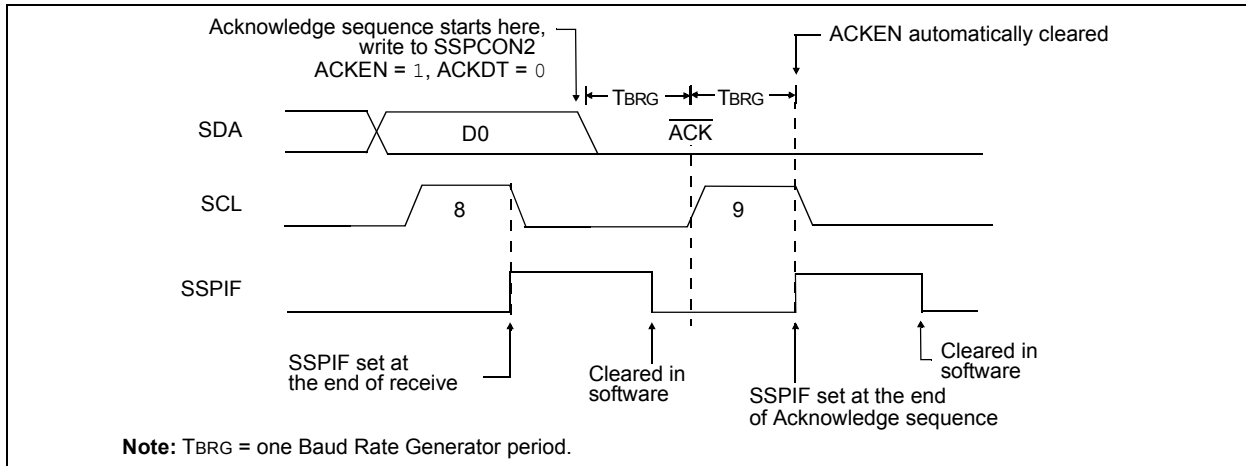 Acknowledge sequence starts here,
write to SSPCON2
ACKEN = 1, ACKDT = 0
ACKEN automatically cleared
TBRG
TBRG
SDA
D0
ACK
SCL
8
9
SSPIF
SSPIF set at
the end of receive
Cleared in
software
SSPIF set at the end
of Acknowledge sequence
Cleared in
software
Note: TBRG = one Baud Rate Generator period.